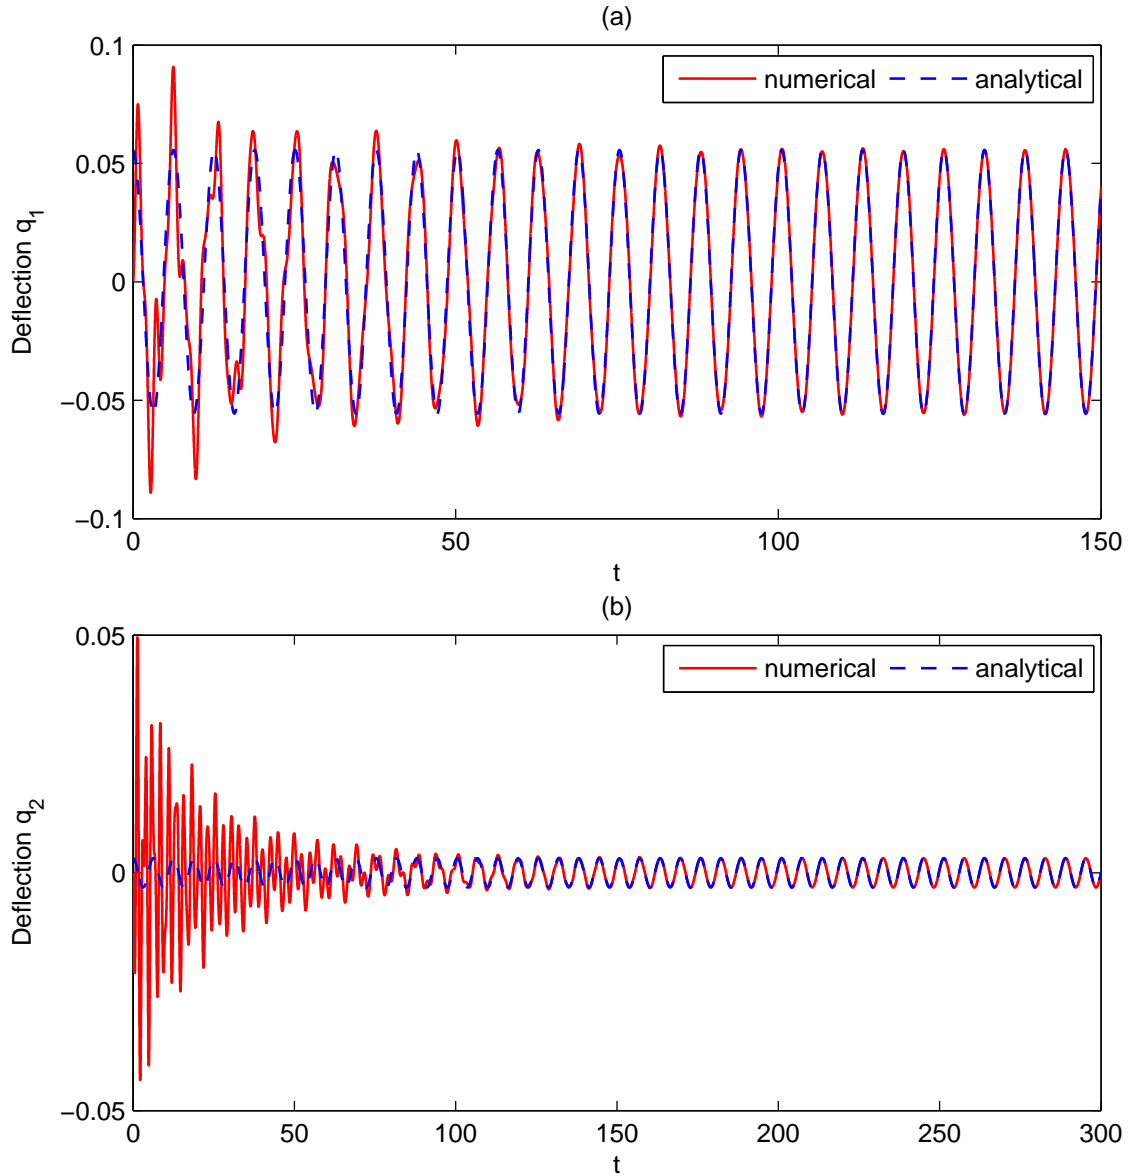 (a)
0.1
numerical analytical
0.05
Deflection q1
0
−0.05
−0.1
0 50 100 150
t
(b)
0.05
numerical analytical
Deflection q2
0
−0.05
0 50 100 150 200 250 300
t